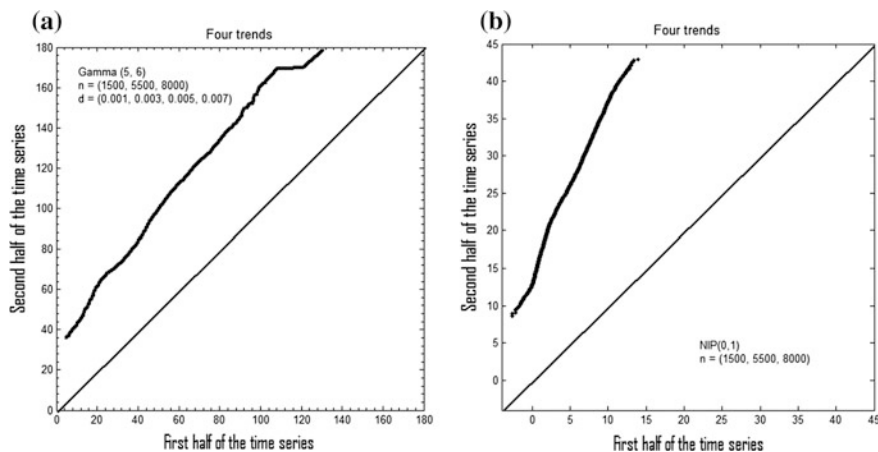 (a)
Four trends
180
160
140
120
100
80
60
40
20
0
Gamma (5, 6)
n = (1500, 5500, 8000)
d = (0.001, 0.003, 0.005, 0.007)
Second half of the time series
0 20 40 60 80 100 120 140 160 180
First half of the time series
(b)
Four trends
45
40
35
30
25
20
15
10
5
0
NIP(0,1)
n = (1500, 5500, 8000)
Second half of the time series
0 5 10 15 20 25 30 35 40 45
First half of the time series